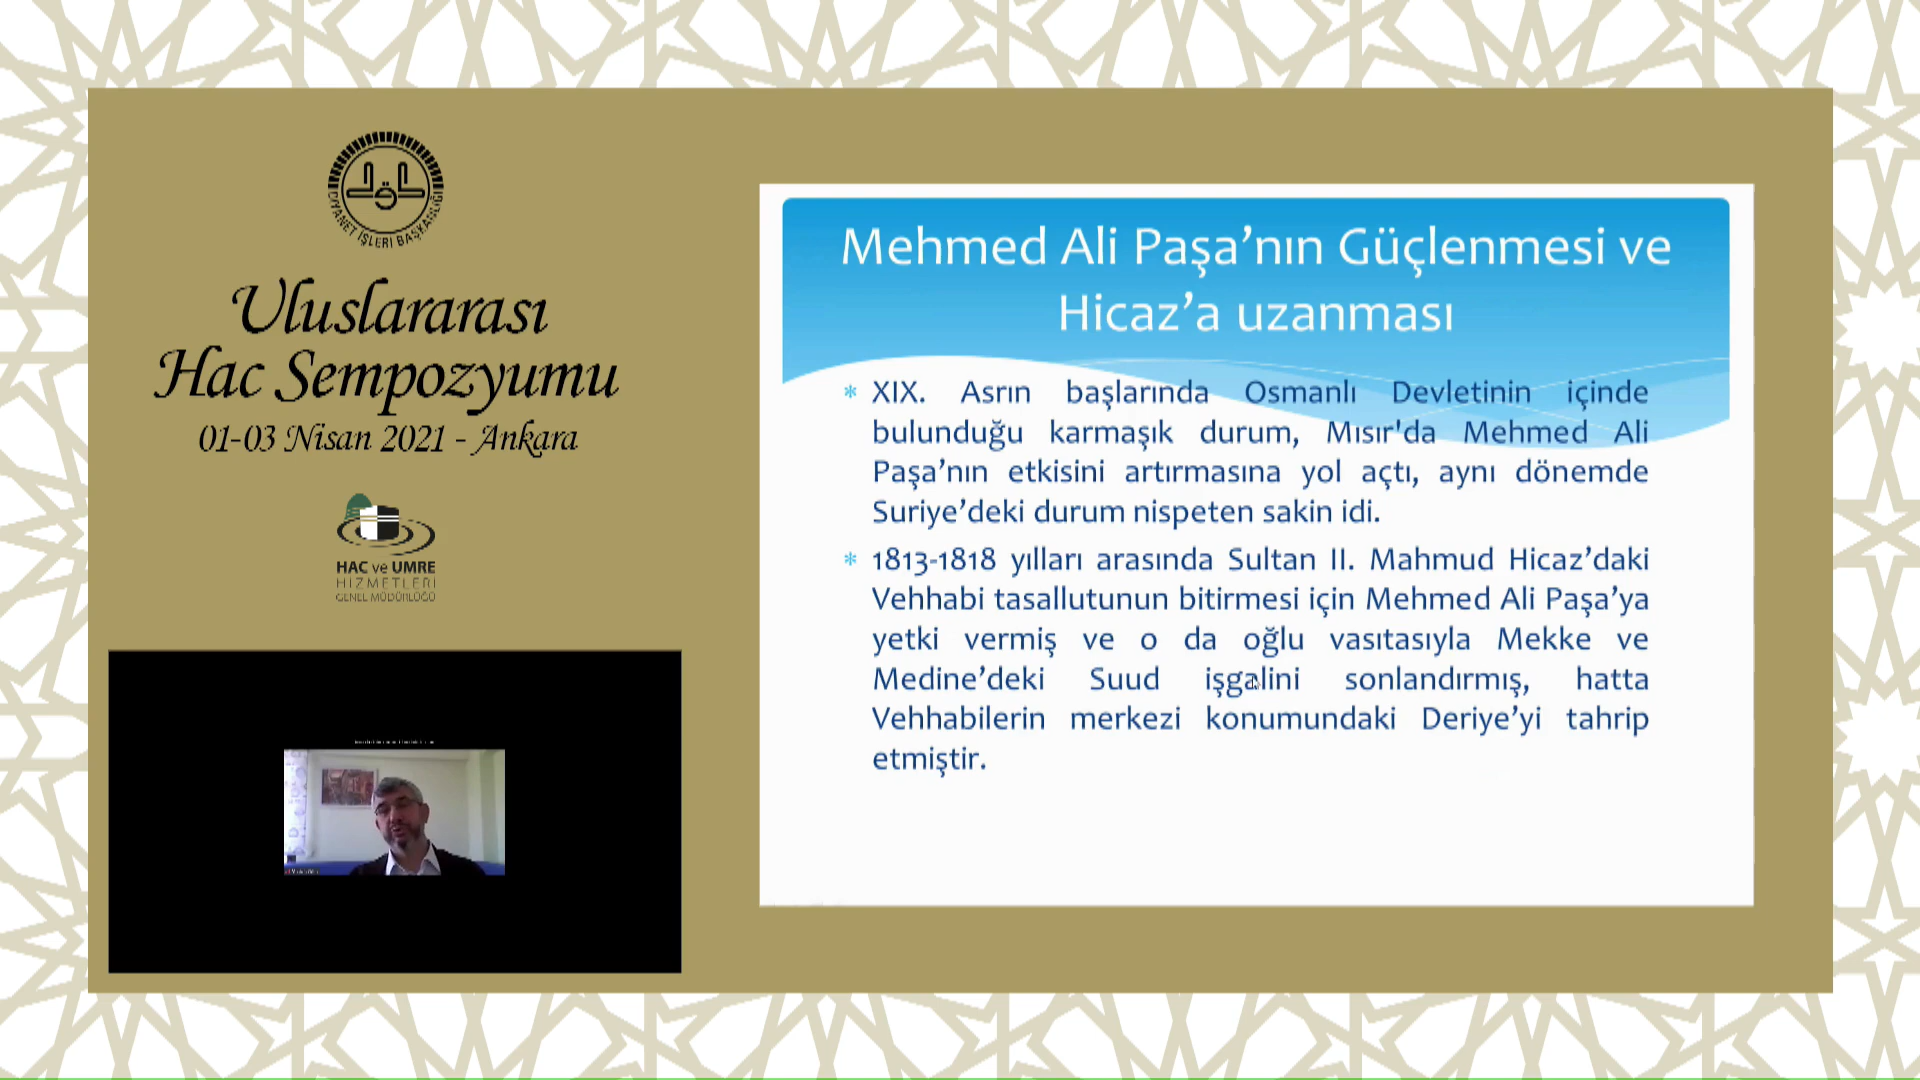 DİYANET İŞLERİ BAŞKANLIĞI
Uluslararası
Hac Sempozyumu
01-03 Nisan 2021 - Ankara
HAC ve UMRE
HİZMETLERİ
GENEL MÜDÜRLÜĞÜ
Mehmed Ali Paşa’nın Güçlenmesi ve
Hicaz’a uzanması
* XIX. Asrın başlarında Osmanlı Devletinin içinde
bulunduğu karmaşık durum, Mısır'da Mehmed Ali
Paşa’nın etkisini artırmasına yol açtı, aynı dönemde
Suriye’deki durum nispeten sakin idi.
* 1813-1818 yılları arasında Sultan II. Mahmud Hicaz’daki
Vehhabi tasallutunun bitirmesi için Mehmed Ali Paşa’ya
yetki vermiş ve o da oğlu vasıtasıyla Mekke ve
Medine’deki Suud işgalini sonlandırmış, hatta
Vehhabilerin merkezi konumundaki Deriye’yi tahrip
etmiştir.